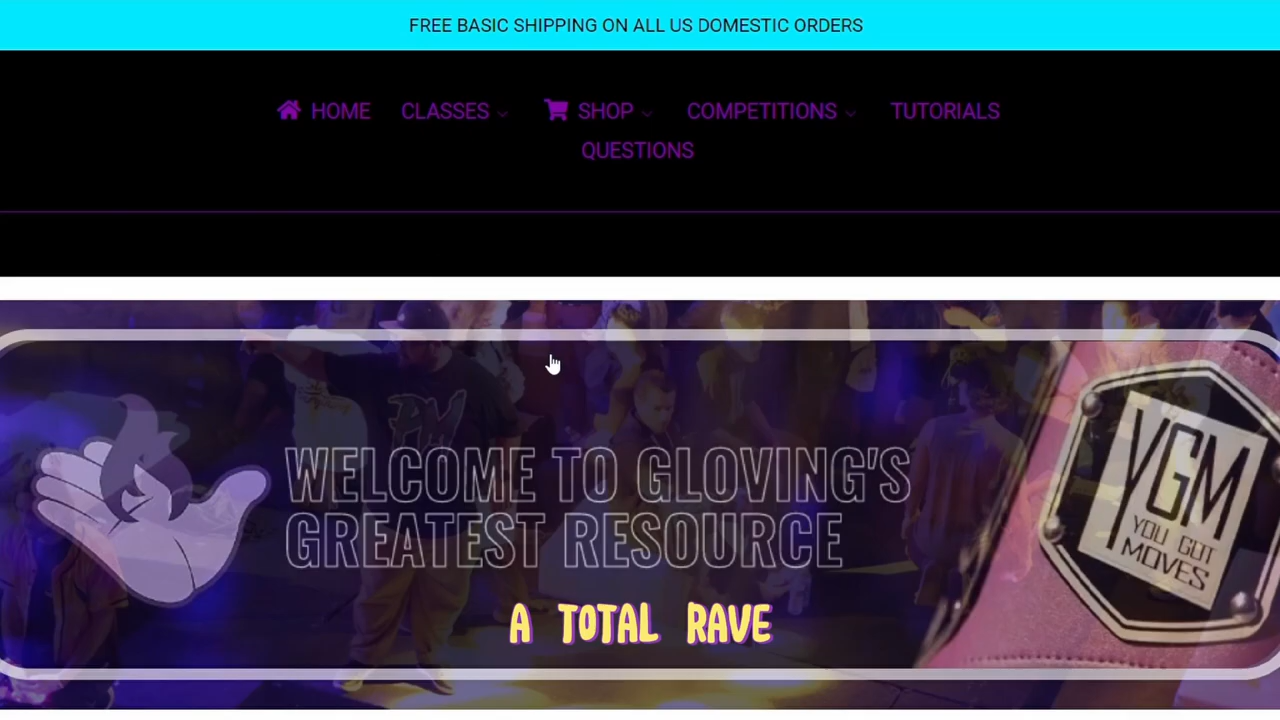 FREE BASIC SHIPPING ON ALL US DOMESTIC ORDERS
HOME CLASSES SHOP COMPETITIONS TUTORIALS
QUESTIONS
PM
WELCOME TO GLOVING'S
GREATEST RESOURCE
A TOTAL RAVE
YGM
YOU GOT
MOVES